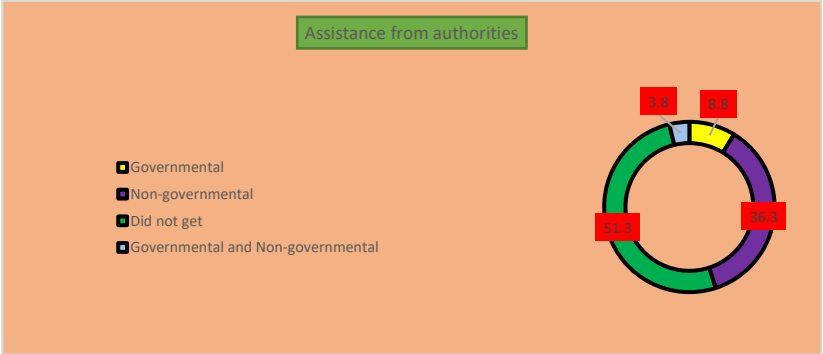 Assistance from authorities
3.8
8.8
Governmental
Non-governmental
Did not get
Governmental and Non-governmental
36.3
51.3